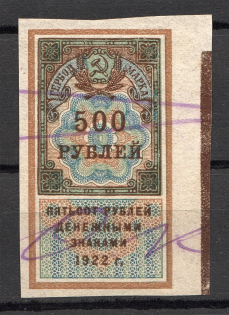 ГЕРБОВАЯ МАРКА
500
РУБЛЕЙ
ПЯТЬСОТ РУБЛЕЙ
ДЕНЕЖНЫМИ
ЗНАКАМИ
1922 г.